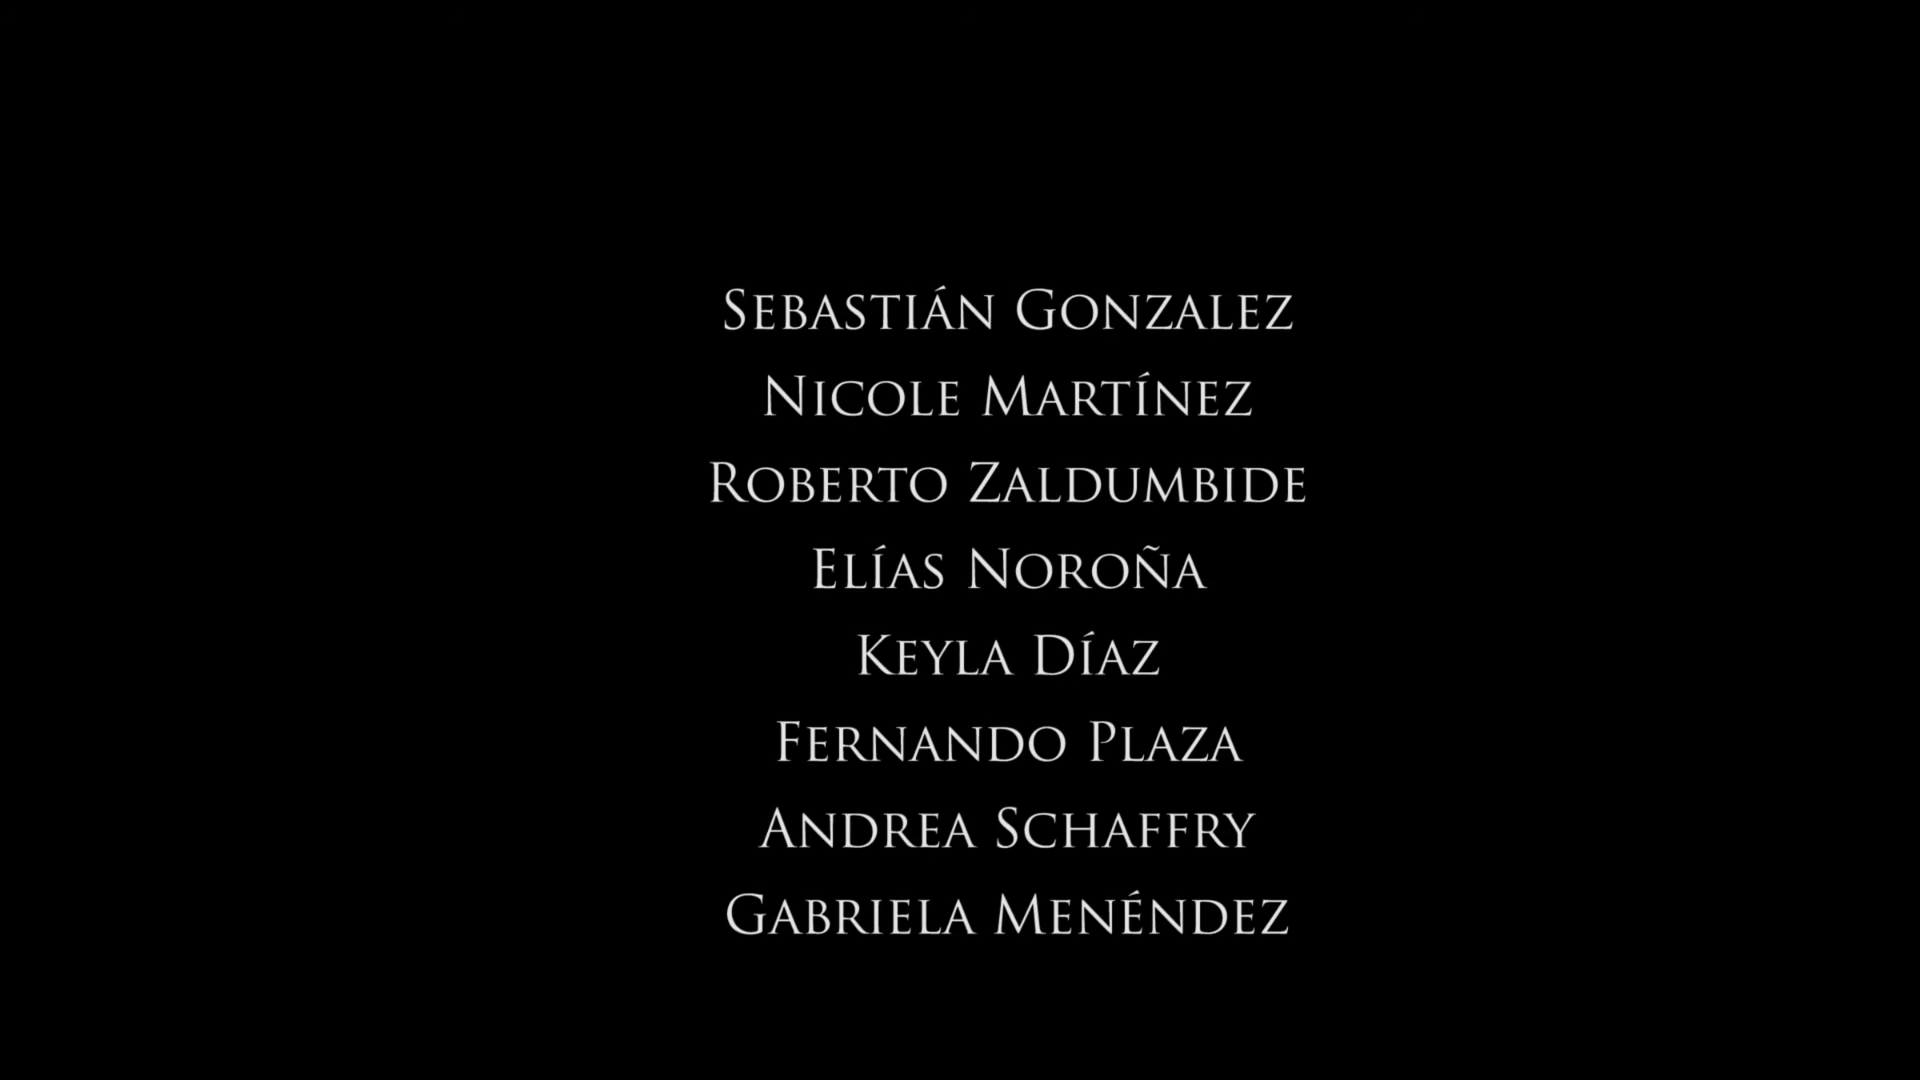 Sebastián Gonzalez
Nicole Martínez
Roberto Zaldumbide
Elías Noroña
Keyla Díaz
Fernando Plaza
Andrea Schaffry
Gabriela Menéndez